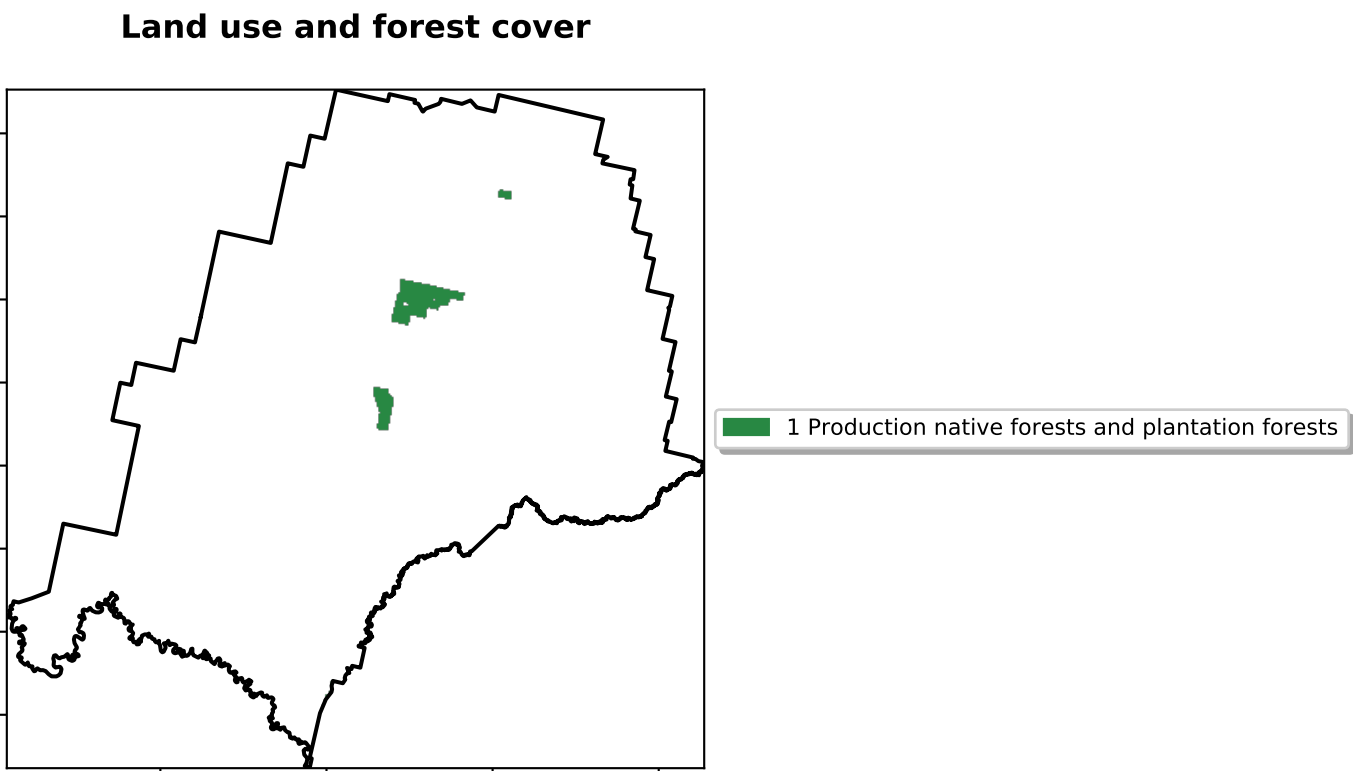 Land use and forest cover
1 Production native forests and plantation forests